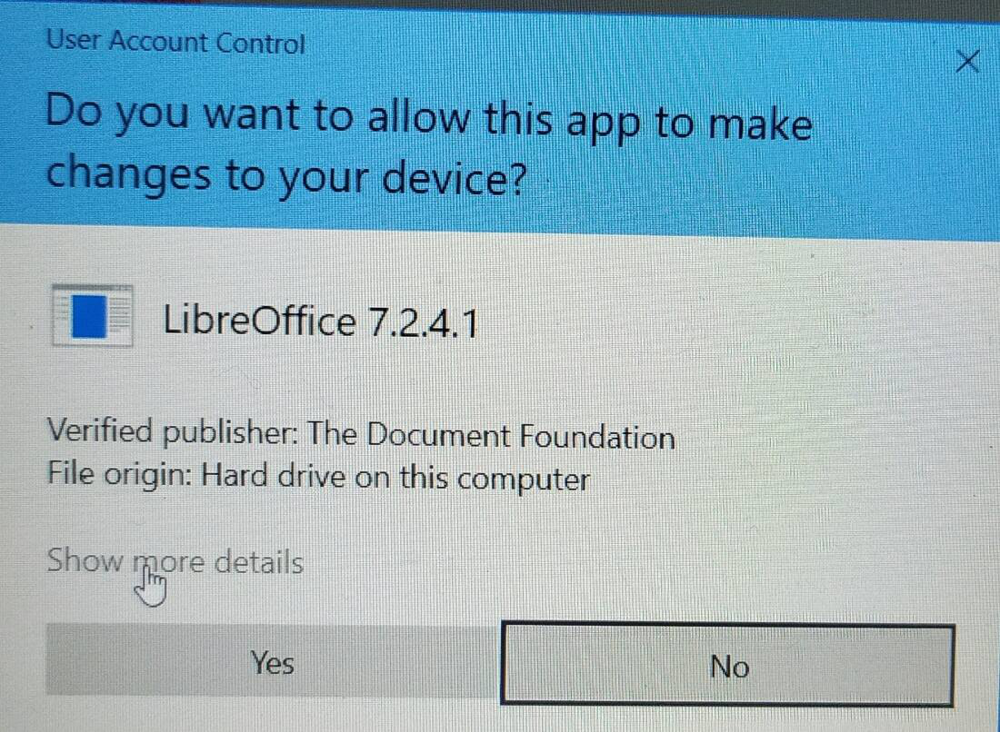 User Account Control
Do you want to allow this app to make
changes to your device?
LibreOffice 7.2.4.1
Verified publisher: The Document Foundation
File origin: Hard drive on this computer
Show more details
Yes
No